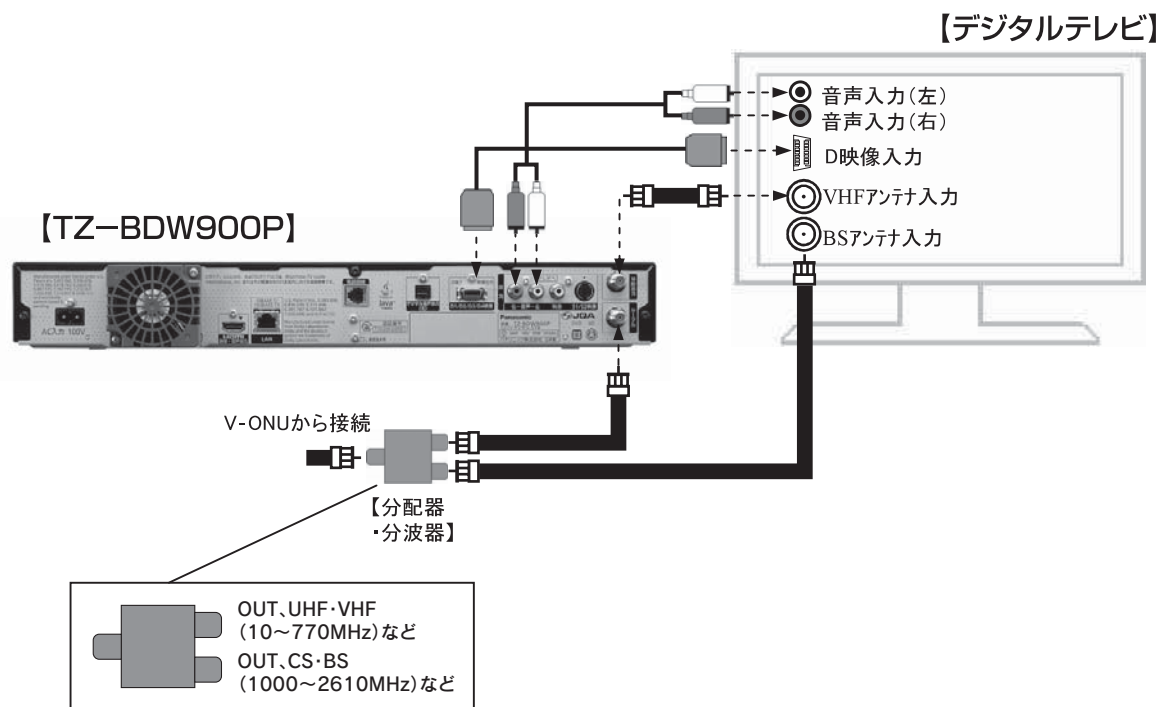 【デジタルテレビ】
音声入力(左)
音声入力(右)
D映像入力
VHFアンテナ入力
BSアンテナ入力
【TZ-BDW900P】
AC入力 100V
LAN
Java
Panasonic
TZ-BDW900P
JQA
V-ONUから接続
【分配器
・分波器】
OUT、UHF・VHF
(10～770MHz)など
OUT、CS・BS
(1000～2610MHz)など